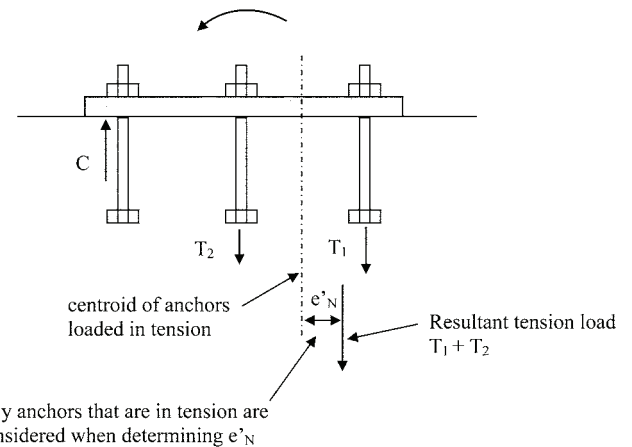 C
T₂
T₁
e'N
centroid of anchors
loaded in tension
Resultant tension load
T₁ + T₂
anchors that are in tension are
when determining e'N